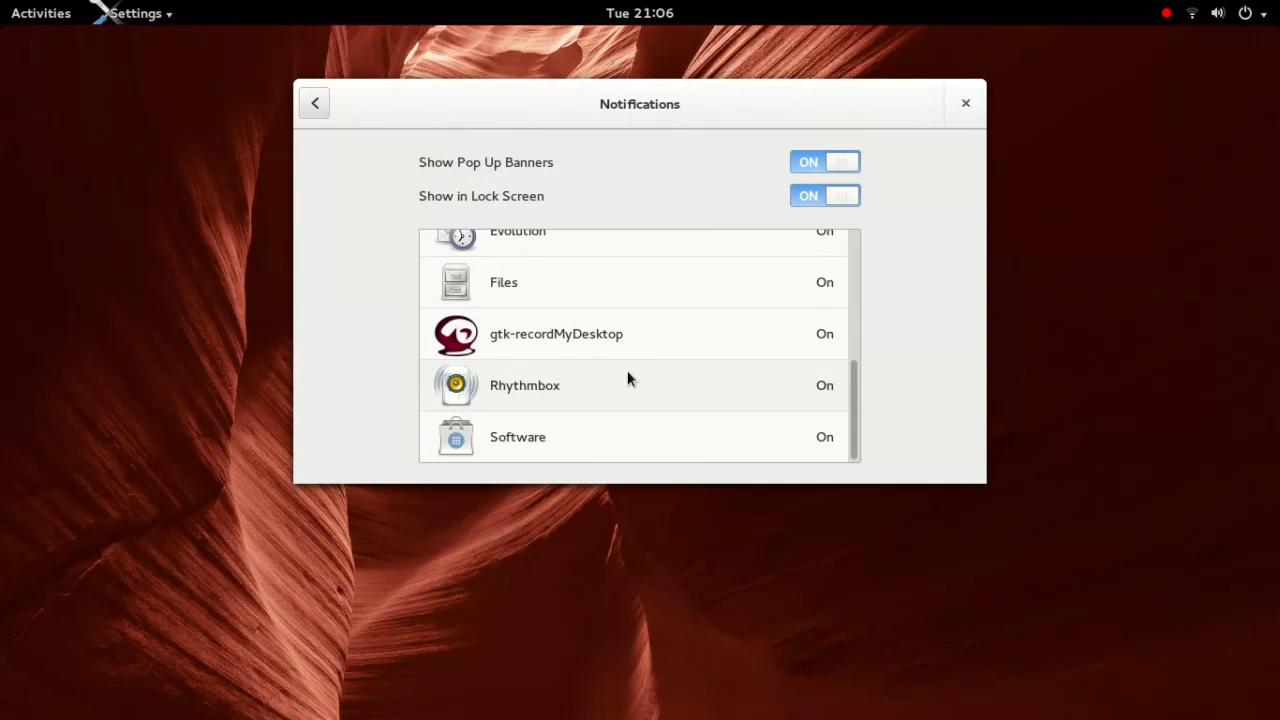 Activities Settings Tue 21:06
Notifications
Show Pop Up Banners ON
Show in Lock Screen ON
Evolution On
Files On
gtk-recordMyDesktop On
Rhythmbox On
Software On